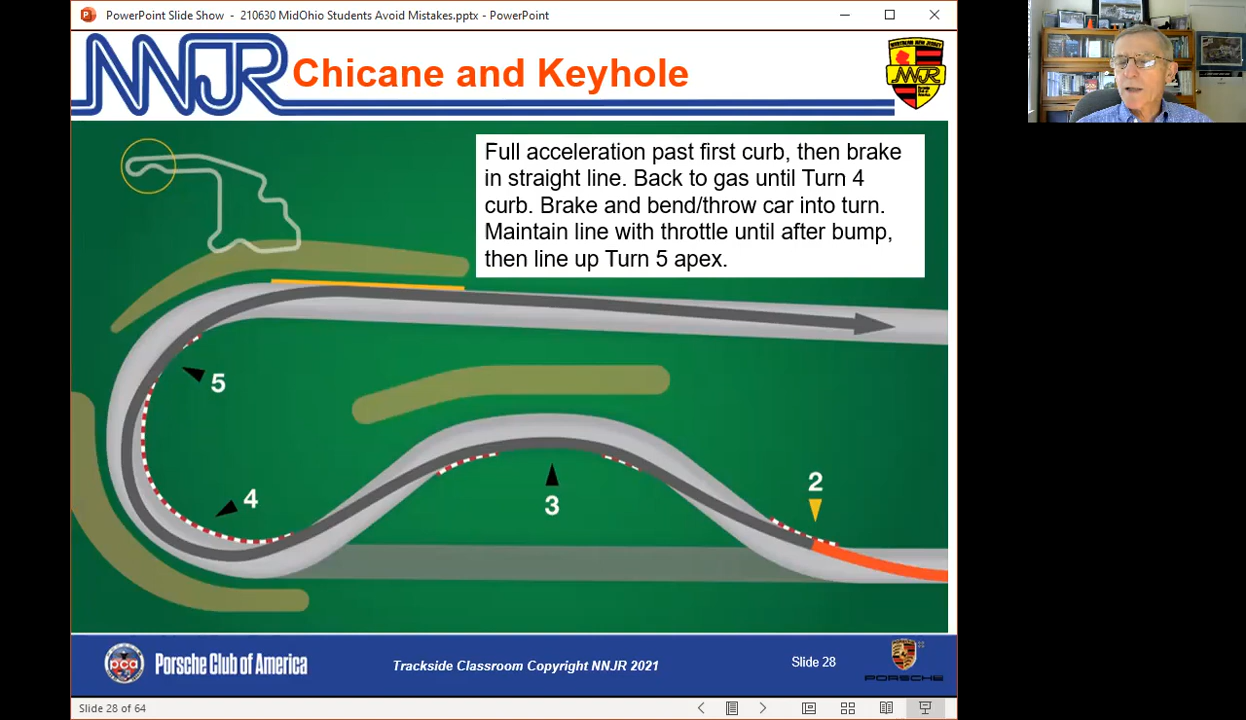 PowerPoint Slide Show - 210630 MidOhio Students Avoid Mistakes.pptx - PowerPoint
NNJR
Chicane and Keyhole
NNJR
Full acceleration past first curb, then brake
in straight line. Back to gas until Turn 4
curb. Brake and bend/throw car into turn.
Maintain line with throttle until after bump,
then line up Turn 5 apex.
5
4
3
2
pca
Porsche Club of America
Trackside Classroom Copyright NNJR 2021
Slide 28
PORSCHE
Slide 28 of 64